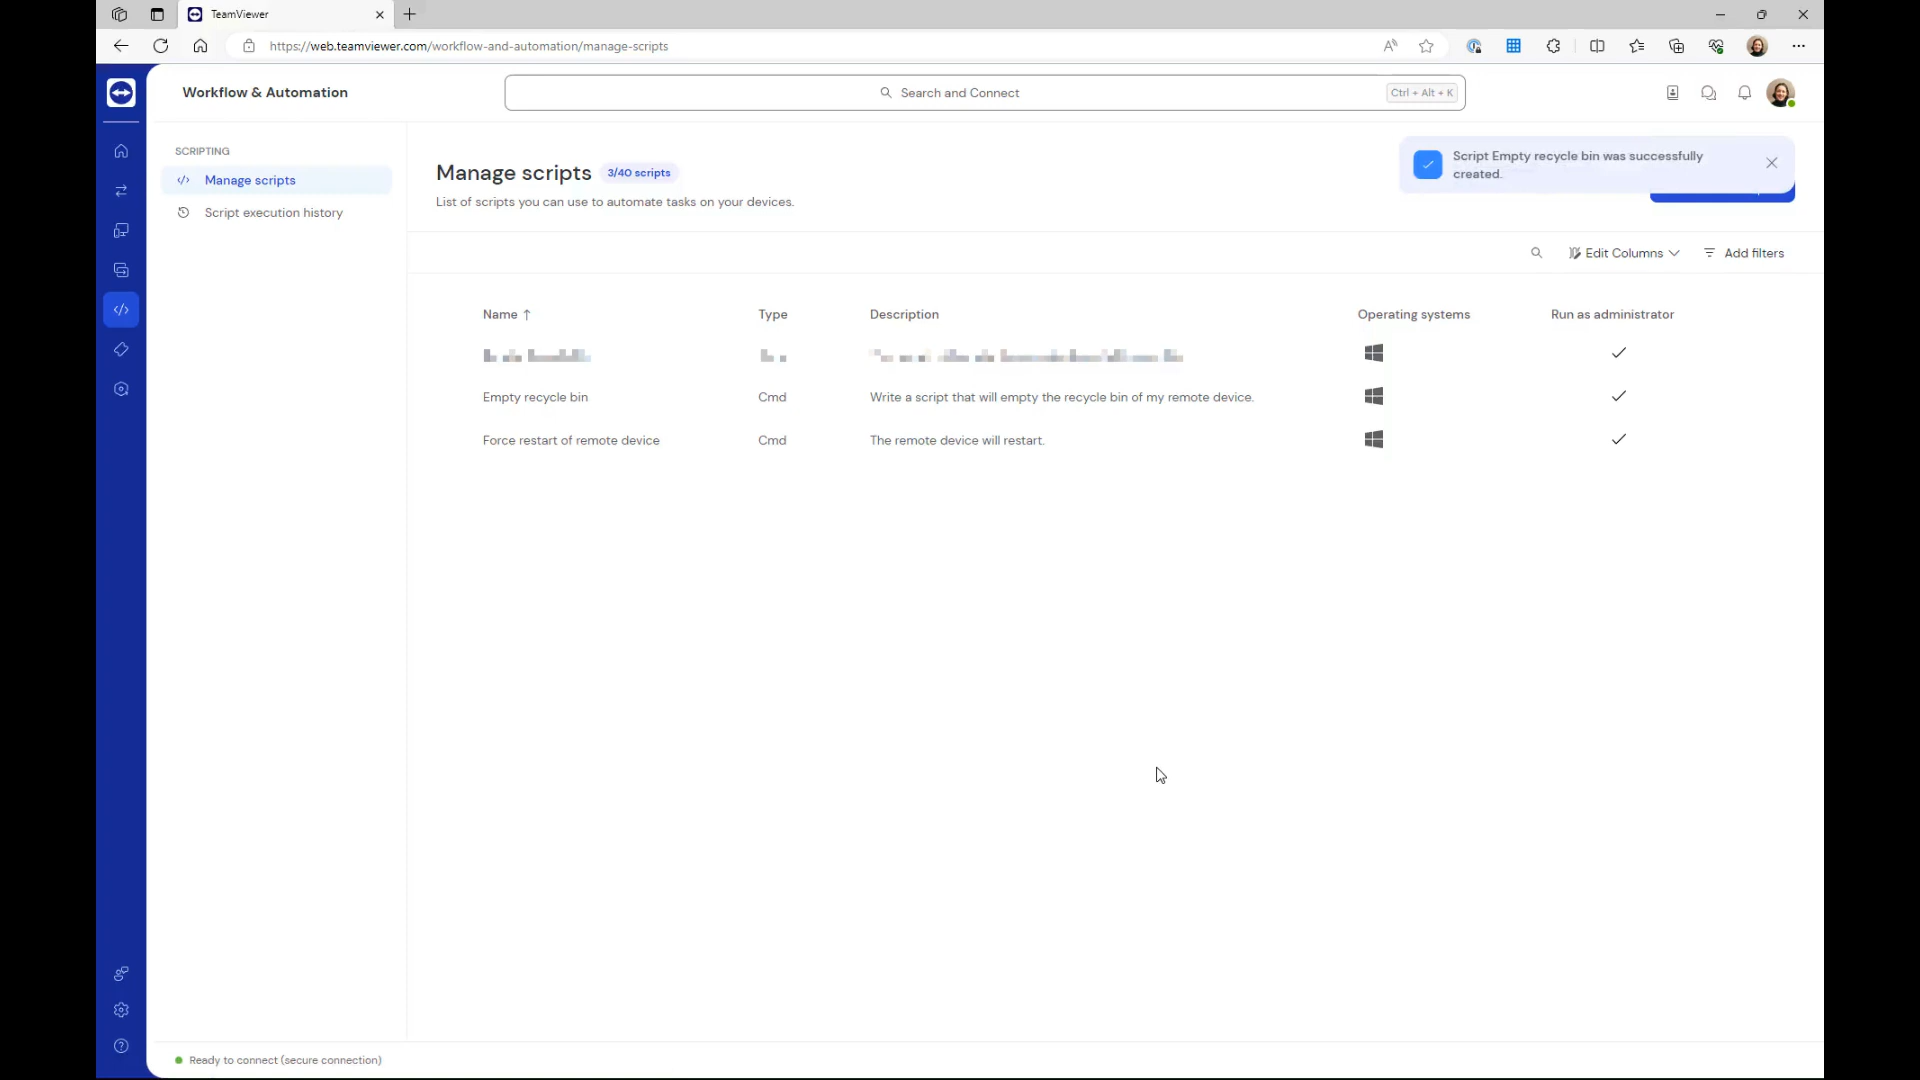 TeamViewer
https://web.teamviewer.com/workflow-and-automation/manage-scripts
Workflow & Automation
Search and Connect
Ctrl + Alt + K
SCRIPTING
Manage scripts
Script execution history
Manage scripts
3/40 scripts
List of scripts you can use to automate tasks on your devices.
Script Empty recycle bin was successfully
created.
Edit Columns
Add filters
Name ↑ Type Description Operating systems Run as administrator
Empty recycle bin Cmd Write a script that will empty the recycle bin of my remote device.
Force restart of remote device Cmd The remote device will restart.
Ready to connect (secure connection)